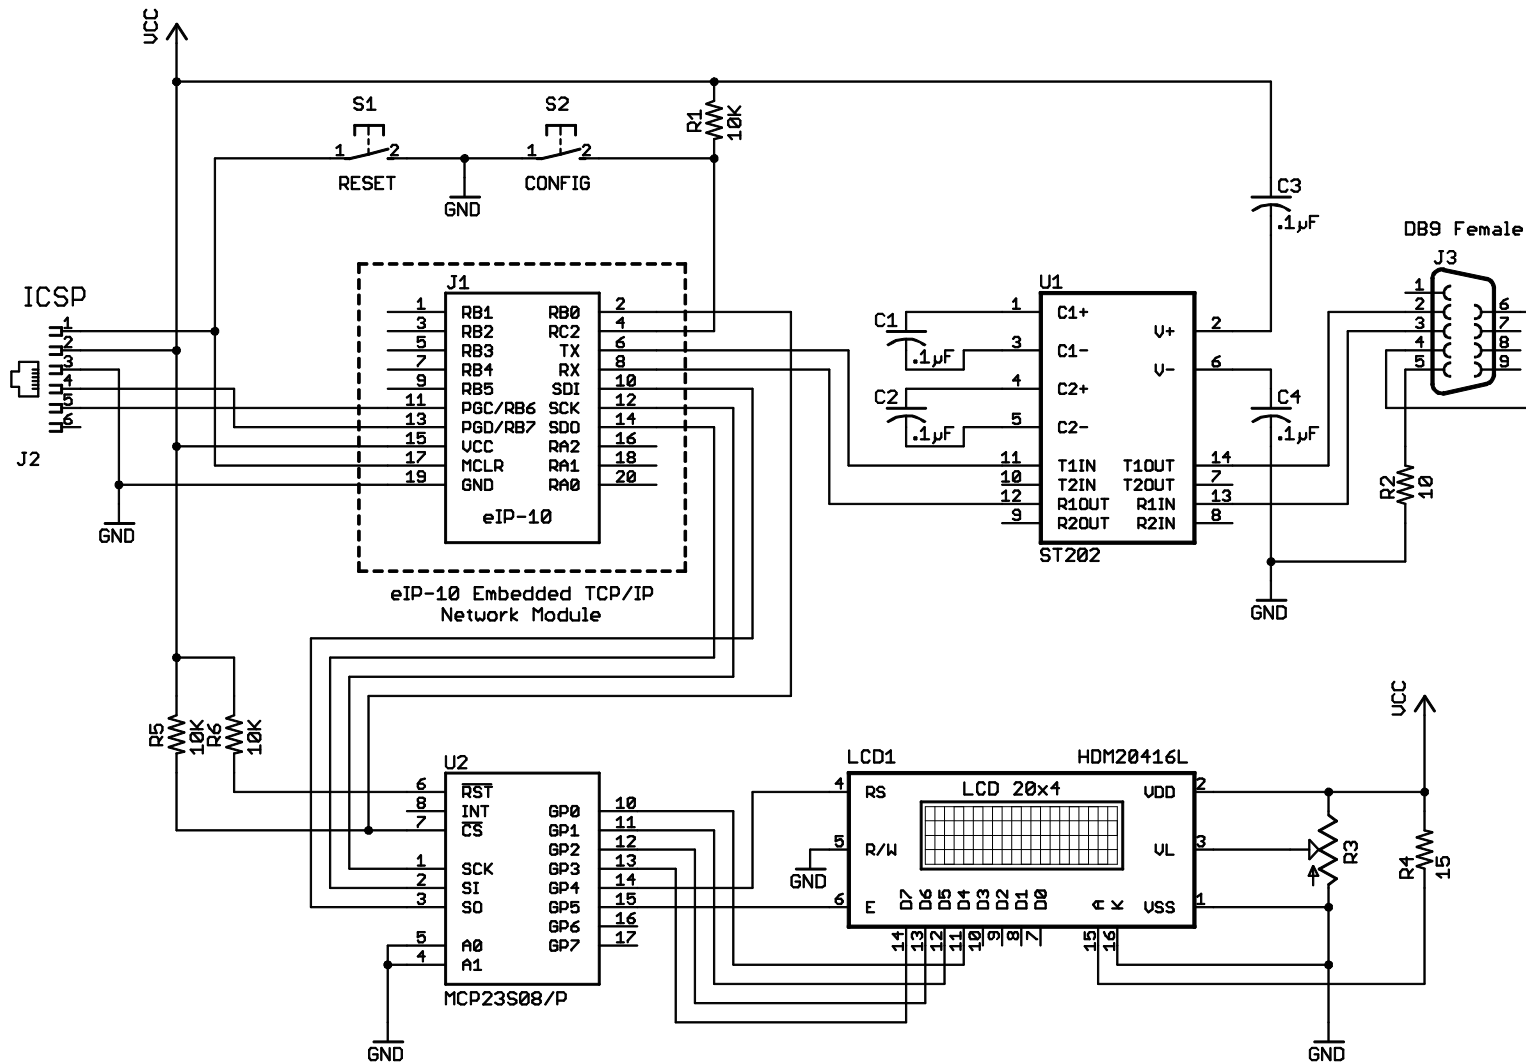 VCC
S1
1 2
RESET
S2
1 2
CONFIG
GND
R1
10K
C3
.1µF
DB9 Female
J3
1
2
3
4
5
6
7
8
9
ICSP
1
2
3
4
5
6
J2
GND
J1
1 RB1 RB0 2
3 RB2 RC2 4
5 RB3 TX 6
7 RB4 RX 8
9 RB5 SDI 10
11 PGC/RB6 SCK 12
13 PGD/RB7 SDO 14
15 VCC RA2 16
17 MCLR RA1 18
19 GND RA0 20
eIP-10
eIP-10 Embedded TCP/IP
Network Module
C1
.1µF
C2
.1µF
U1
1 C1+
V+ 2
3 C1-
V- 6
4 C2+
5 C2-
11 T1IN T1OUT 14
10 T2IN T2OUT 7
12 R1OUT R1IN 13
9 R2OUT R2IN 8
ST202
C4
.1µF
R2
10
GND
R5
10K
R6
10K
U2
6 RST
8 INT GP0 10
7 CS GP1 11
GP2 12
1 SCK GP3 13
2 SI GP4 14
3 SO GP5 15
GP6 16
5 A0 GP7 17
4 A1
MCP23S08/P
GND
LCD1
HDM20416L
LCD 20x4
4 RS VDD 2
5 R/W VL 3
6 E VSS 1
D7 D6 D5 D4 D3 D2 D1 D0 A K
14 13 12 11 10 9 8 7 15 16
GND
VCC
R3
R4
15
GND